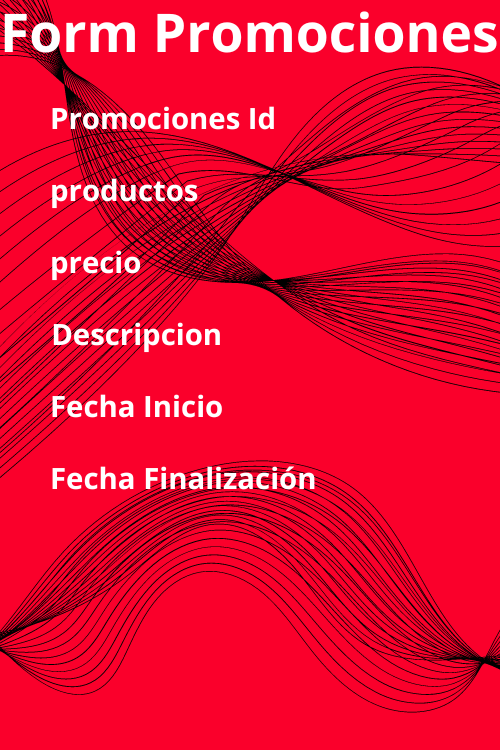 Form Promociones
Promociones Id
productos
precio
Descripcion
Fecha Inicio
Fecha Finalización